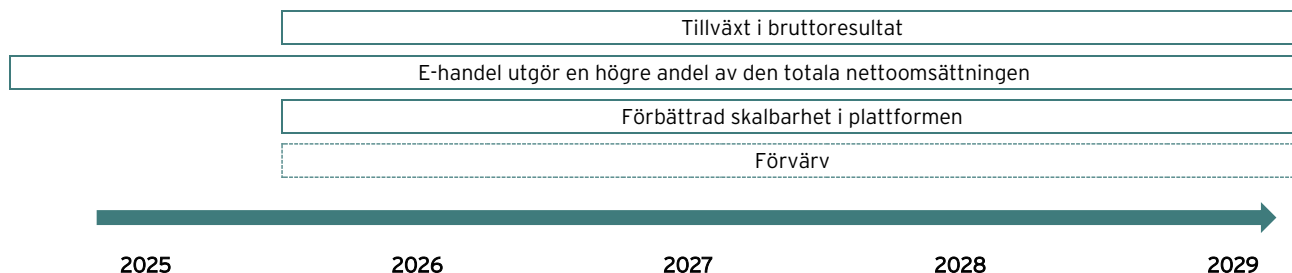 Tillväxt i bruttoresultat
E-handel utgör en högre andel av den totala nettoomsättningen
Förbättrad skalbarhet i plattformen
Förvärv
2025 2026 2027 2028 2029